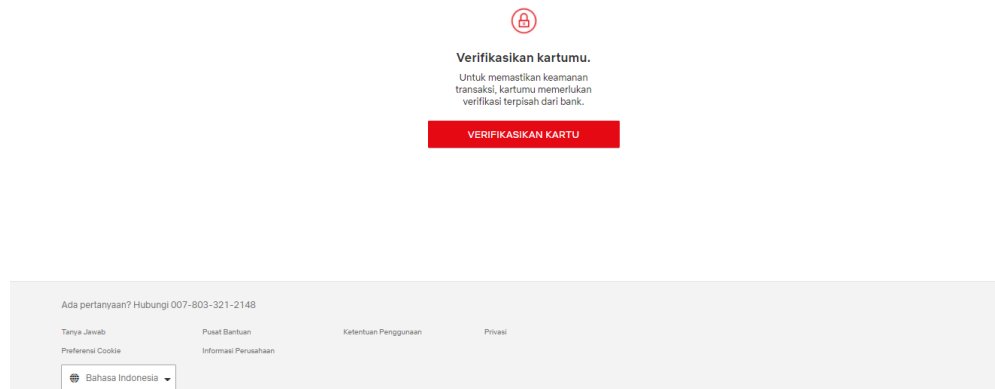 Verifikasikan kartumu.
Untuk memastikan keamanan
transaksi, kartumu memerlukan
verifikasi terpisah dari bank.
VERIFIKASIKAN KARTU
Ada pertanyaan? Hubungi 007-803-321-2148
Tanya Jawab
Pusat Bantuan
Ketentuan Penggunaan
Privasi
Preferensi Cookie
Informasi Perusahaan
Bahasa Indonesia